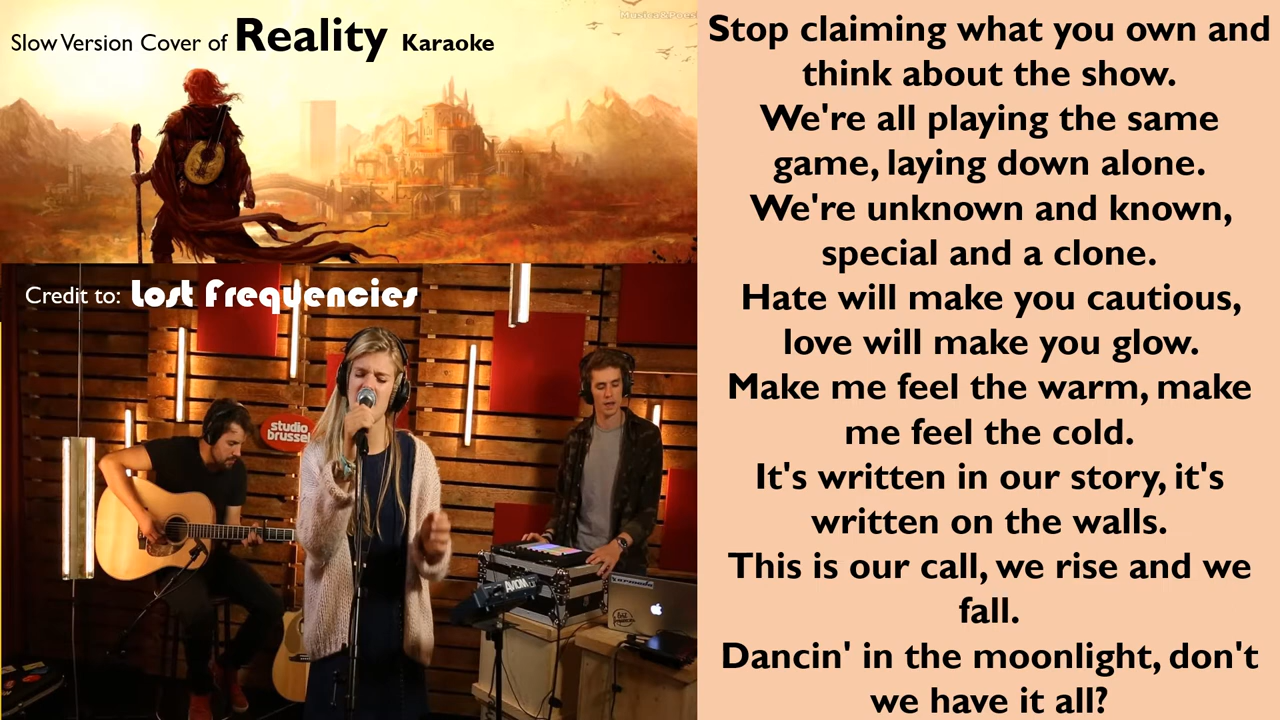 Musica&Poesi
Slow Version Cover of Reality Karaoke
Credit to: Lost Frequencies
studio
brussel
AVOM
Stop claiming what you own and
think about the show.
We're all playing the same
game, laying down alone.
We're unknown and known,
special and a clone.
Hate will make you cautious,
love will make you glow.
Make me feel the warm, make
me feel the cold.
It's written in our story, it's
written on the walls.
This is our call, we rise and we
fall.
Dancin' in the moonlight, don't
we have it all?